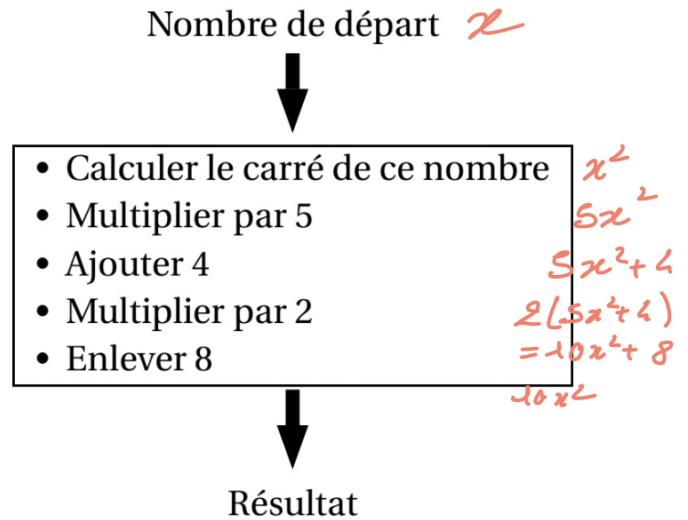 Nombre de départ x
• Calculer le carré de ce nombre x²
• Multiplier par 5 5x²
• Ajouter 4 5x²+4
• Multiplier par 2 2(5x²+4)
• Enlever 8 =10x²+8
10x²
Résultat